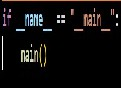 if __name__ == "__main__":
main()